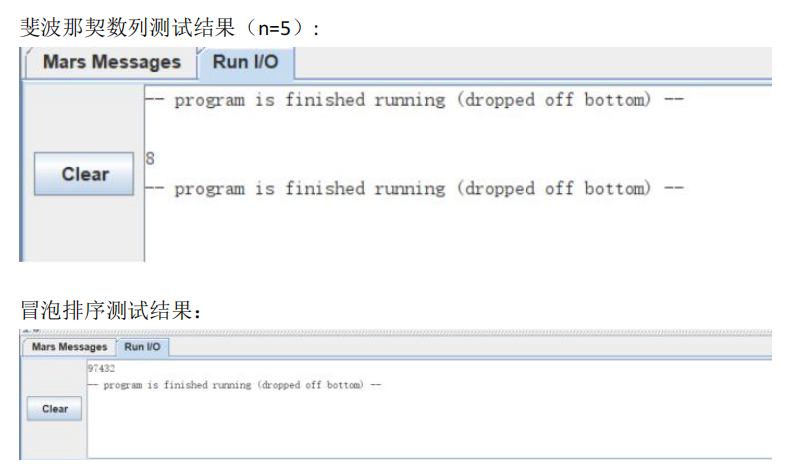 斐波那契数列测试结果（n=5）:
Mars Messages Run I/O
-- program is finished running (dropped off bottom) --
8
Clear
-- program is finished running (dropped off bottom) --
冒泡排序测试结果：
Mars Messages Run I/O
97432
-- program is finished running (dropped off bottom) --
Clear